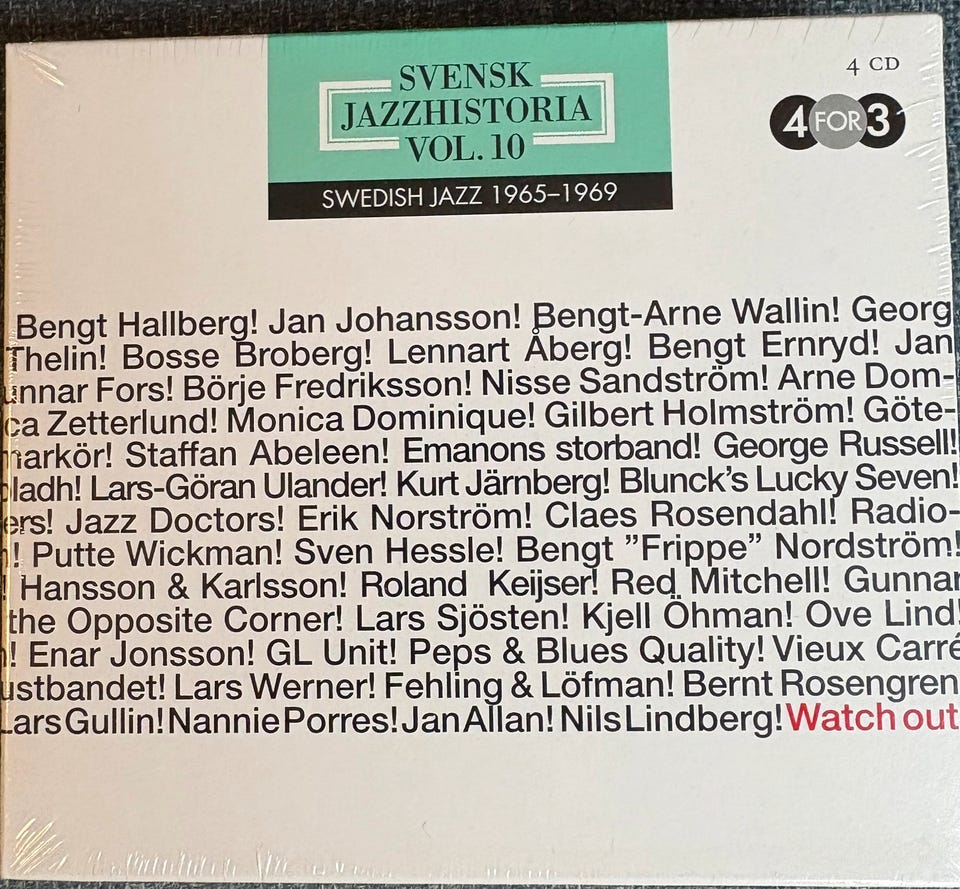 4 CD
4 FOR 3
SVENSK
JAZZHISTORIA
VOL. 10
SWEDISH JAZZ 1965–1969
Bengt Hallberg! Jan Johansson! Bengt-Arne Wallin! Georg
Thelin! Bosse Broberg! Lennart Åberg! Bengt Ernryd! Jan
unnar Fors! Börje Fredriksson! Nisse Sandström! Arne Dom-
ca Zetterlund! Monica Dominique! Gilbert Holmström! Göte-
narkör! Staffan Abeleen! Emanons storband! George Russell!
bladh! Lars-Göran Ulander! Kurt Järnberg! Blunck's Lucky Seven!
ers! Jazz Doctors! Erik Norström! Claes Rosendahl! Radio-
! Putte Wickman! Sven Hessle! Bengt ”Frippe” Nordström!
! Hansson & Karlsson! Roland Keijser! Red Mitchell! Gunnar
the Opposite Corner! Lars Sjösten! Kjell Öhman! Ove Lind!
! Enar Jonsson! GL Unit! Peps & Blues Quality! Vieux Carré
ustbandet! Lars Werner! Fehling & Löfman! Bernt Rosengren
Lars Gullin! Nannie Porres! Jan Allan! Nils Lindberg! Watch out